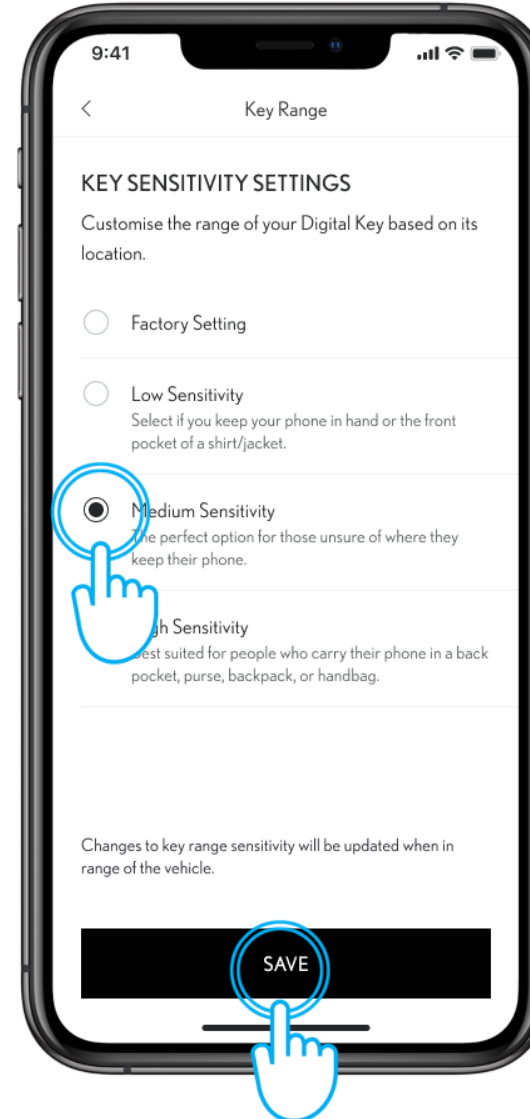 9:41
Key Range
KEY SENSITIVITY SETTINGS
Customise the range of your Digital Key based on its
location.
Factory Setting
Low Sensitivity
Select if you keep your phone in hand or the front
pocket of a shirt/jacket.
Medium Sensitivity
The perfect option for those unsure of where they
keep their phone.
High Sensitivity
Best suited for people who carry their phone in a back
pocket, purse, backpack, or handbag.
Changes to key range sensitivity will be updated when in
range of the vehicle.
SAVE